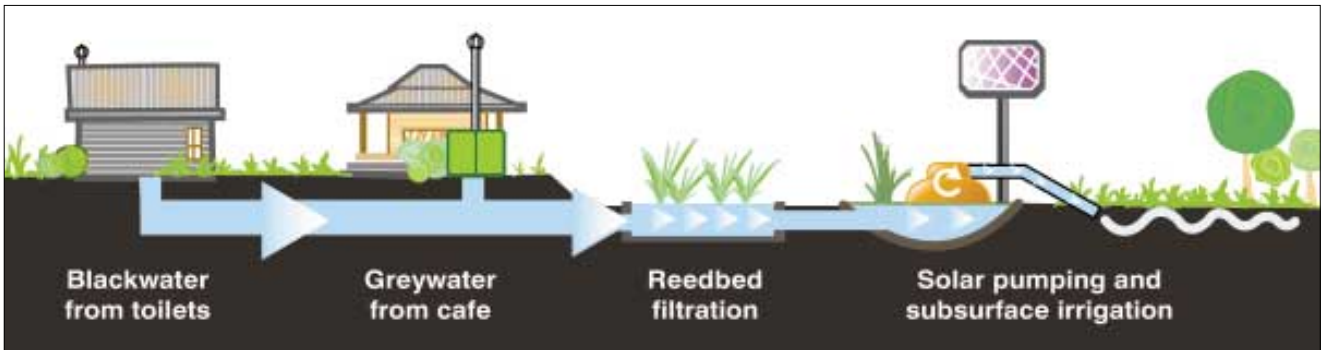 Blackwater
from toilets
Greywater
from cafe
Reedbed
filtration
Solar pumping and
subsurface irrigation